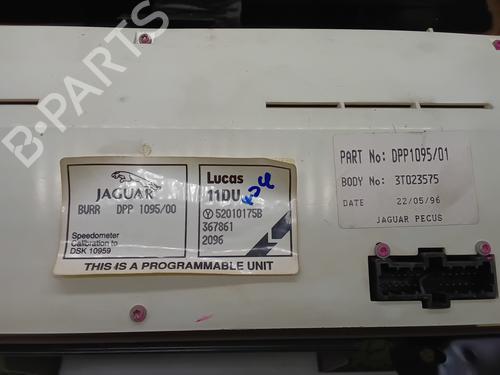 B-PARTS
JAGUAR
BURR DPP 1095/00
Speedometer
Calibration to
DSK 10959
Lucas
11DU
Y 52010175B
367861
2096
THIS IS A PROGRAMMABLE UNIT
PART No: DPP1095/01
BODY No: 3T023575
DATE 22/05/96
JAGUAR PECUS